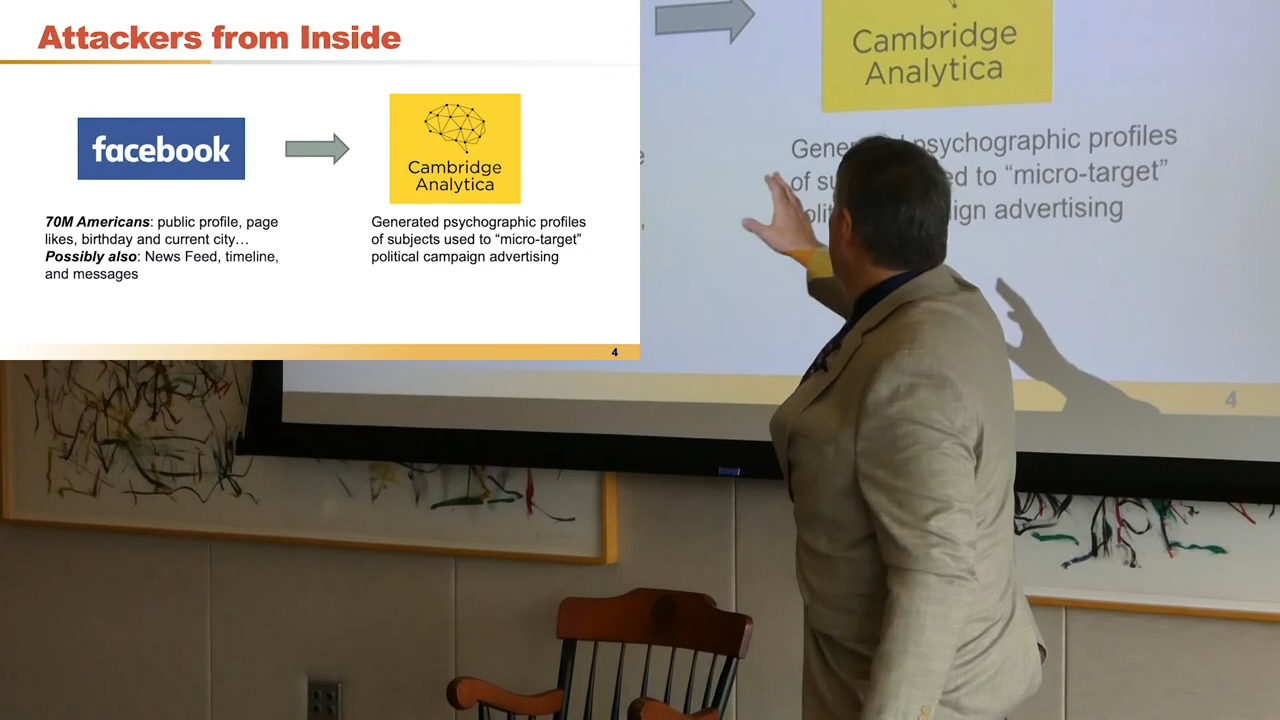 Attackers from Inside
facebook
Cambridge
Analytica
70M Americans: public profile, page
likes, birthday and current city…
Possibly also: News Feed, timeline,
and messages
Generated psychographic profiles
of subjects used to “micro-target”
political campaign advertising
4
Cambridge
Analytica
psychographic profiles
to “micro-target”
advertising
4